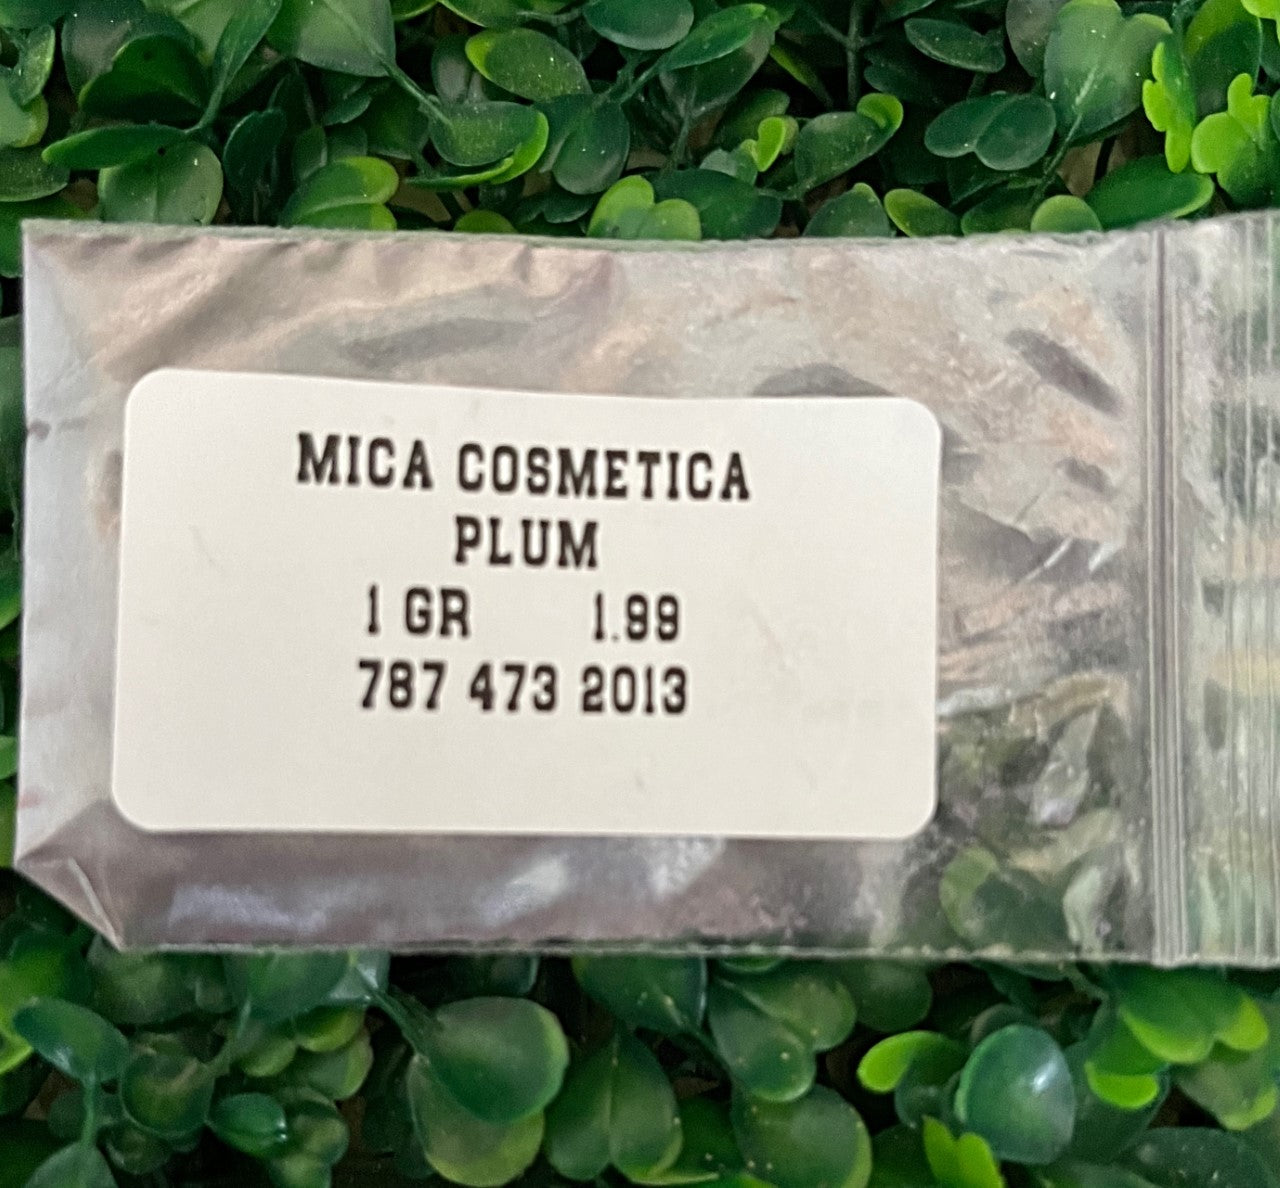 MICA COSMETICA
PLUM
1 GR 1.99
787 473 2013